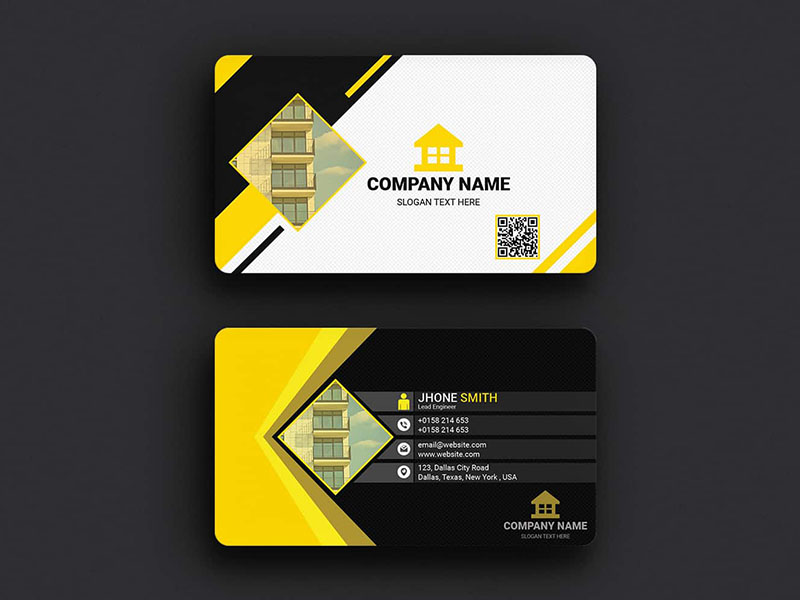 COMPANY NAME
SLOGAN TEXT HERE
JHONE SMITH
Lead Engineer
+0158 214 653
+0158 214 653
email@website.com
www.website.com
123, Dallas City Road
Dallas, Texas, New York , USA
COMPANY NAME
SLOGAN TEXT HERE